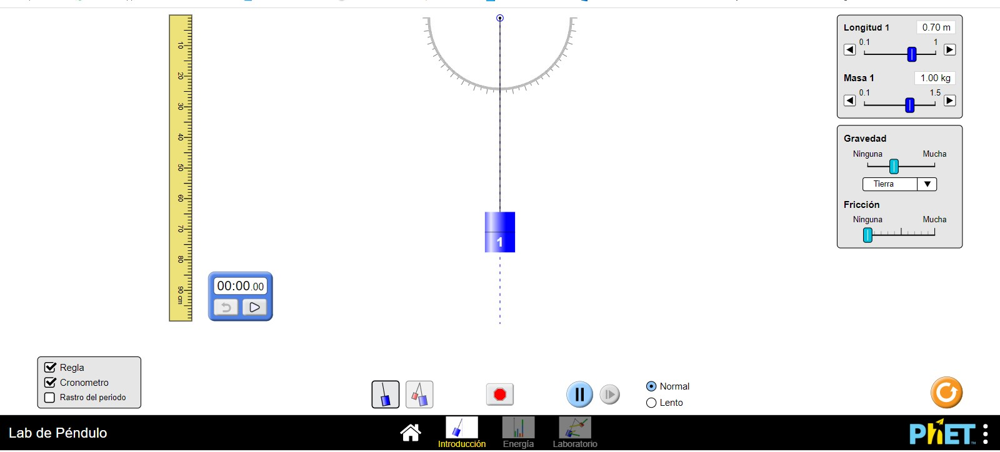 10
20
30
40
50
60
70
80
90 cm
00:00.00
1
Longitud 1
0.70 m
0.1
1
Masa 1
1.00 kg
0.1
1.5
Gravedad
Ninguna
Mucha
Tierra
Fricción
Ninguna
Mucha
Regla
Cronometro
Rastro del periodo
Normal
Lento
Lab de Péndulo
Introducción
Energía
Laboratorio
PhET